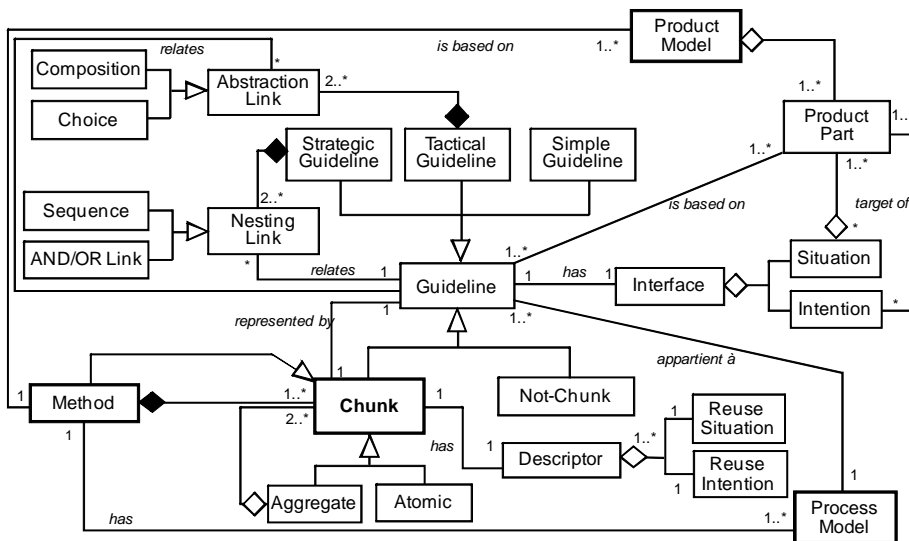 relates
is based on
1..*
Product
Model
Composition
*
Abstraction
Link
2..*
1..*
Choice
Product
Part
1..
1..*
1..*
Strategic
Guideline
Tactical
Guideline
Simple
Guideline
2..*
Sequence
Nesting
Link
is based on
target of
*
AND/OR Link
*
relates
1
1..*
Guideline
1
has
1
Interface
Situation
Intention
*
1
1..*
represented by
appartient à
1
1..*
Not-Chunk
1
Method
Chunk
1
2..*
1
has
1
Descriptor
1..*
1
Reuse
Situation
Reuse
Intention
1
Aggregate
Atomic
1
has
1..*
Process
Model